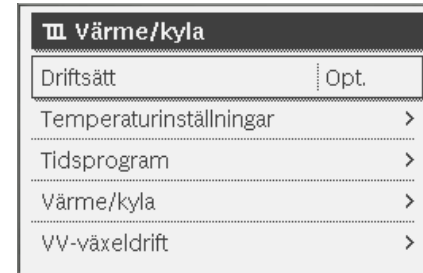 Värme/kyla
Driftsätt Opt.
Temperaturinställningar >
Tidsprogram >
Värme/kyla >
VV-växeldrift >